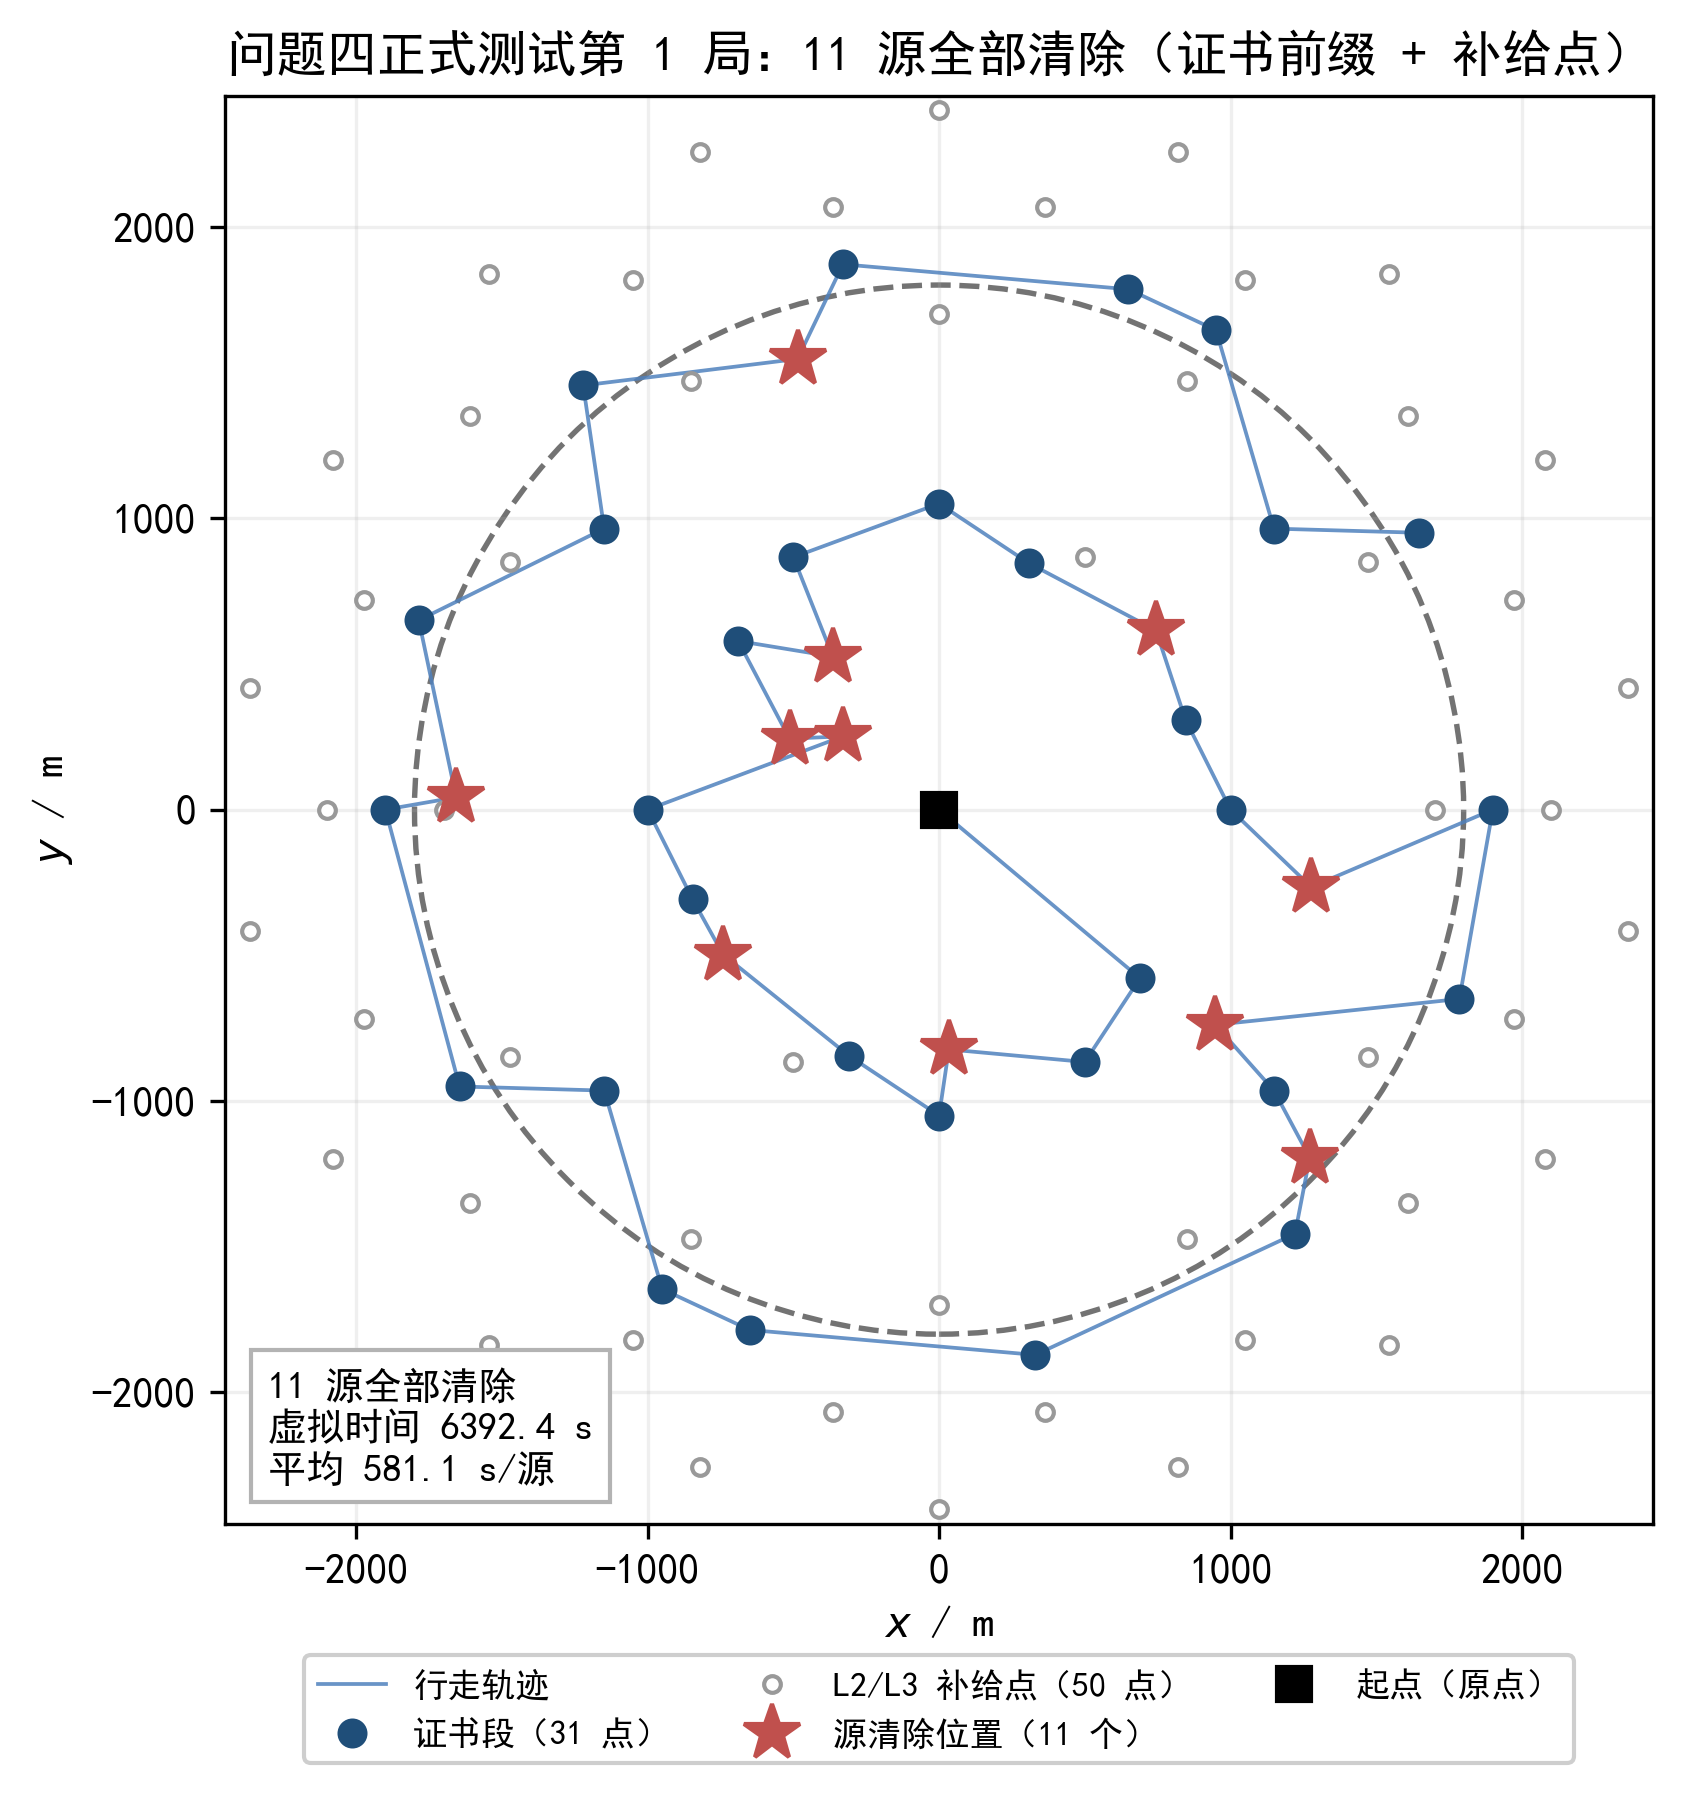 问题四正式测试第 1 局：11 源全部清除（证书前缀 + 补给点）
2000
1000
0
−1000
−2000
y / m
11 源全部清除
虚拟时间 6392.4 s
平均 581.1 s/源
−2000 −1000 0 1000 2000
x / m
行走轨迹 L2/L3 补给点（50 点） 起点（原点）
证书段（31 点） 源清除位置（11 个）